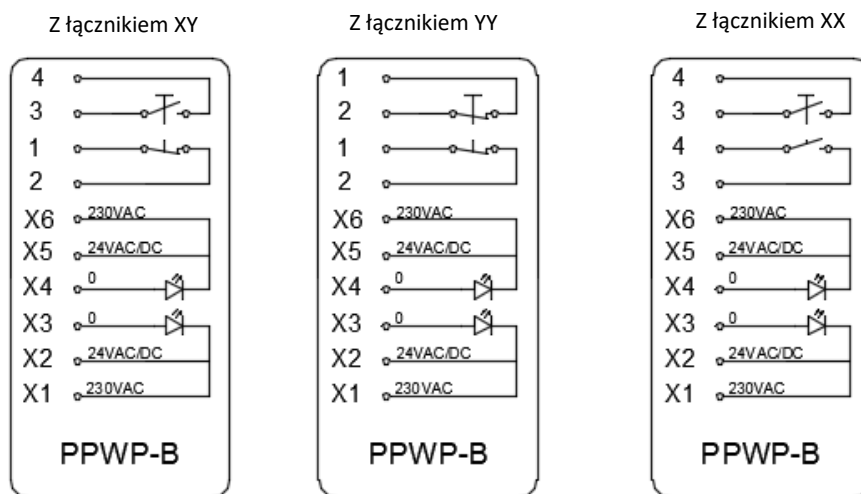 Z łącznikiem XY
4
3
1
2
X6 230VAC
X5 24VAC/DC
X4 0
X3 0
X2 24VAC/DC
X1 230VAC
PPWP-B
Z łącznikiem YY
1
2
1
2
X6 230VAC
X5 24VAC/DC
X4 0
X3 0
X2 24VAC/DC
X1 230VAC
PPWP-B
Z łącznikiem XX
4
3
4
3
X6 230VAC
X5 24VAC/DC
X4 0
X3 0
X2 24VAC/DC
X1 230VAC
PPWP-B